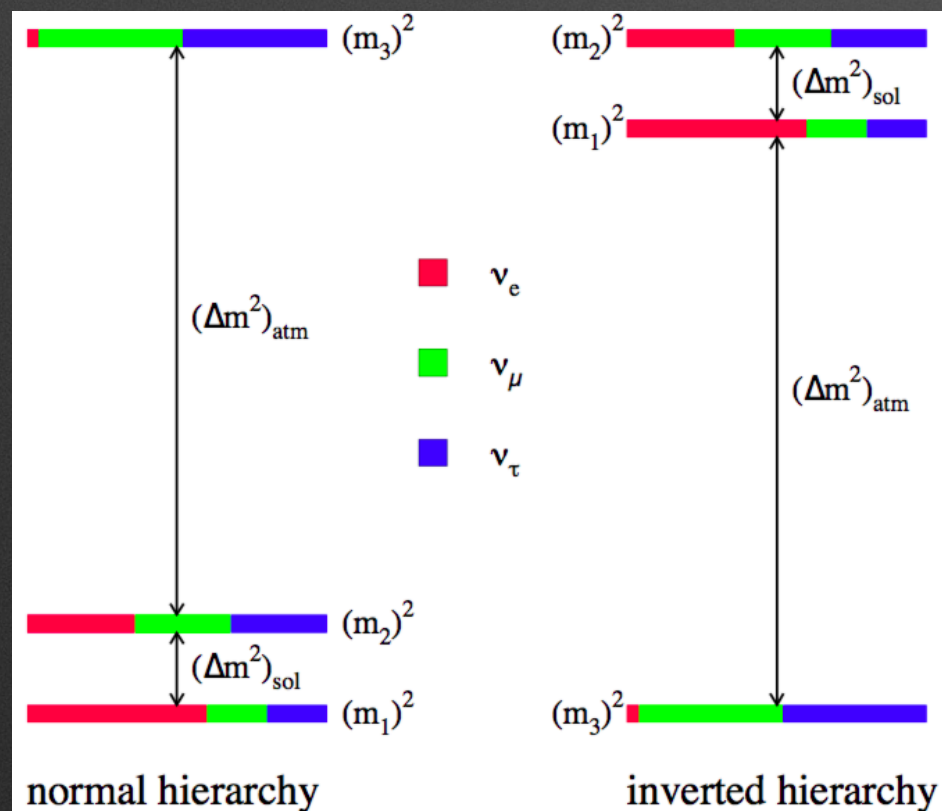 (m₃)²
(Δm²)atm
(m₂)²
(Δm²)sol
(m₁)²
normal hierarchy
νe
νμ
ντ
(m₂)²
(Δm²)sol
(m₁)²
(Δm²)atm
(m₃)²
inverted hierarchy